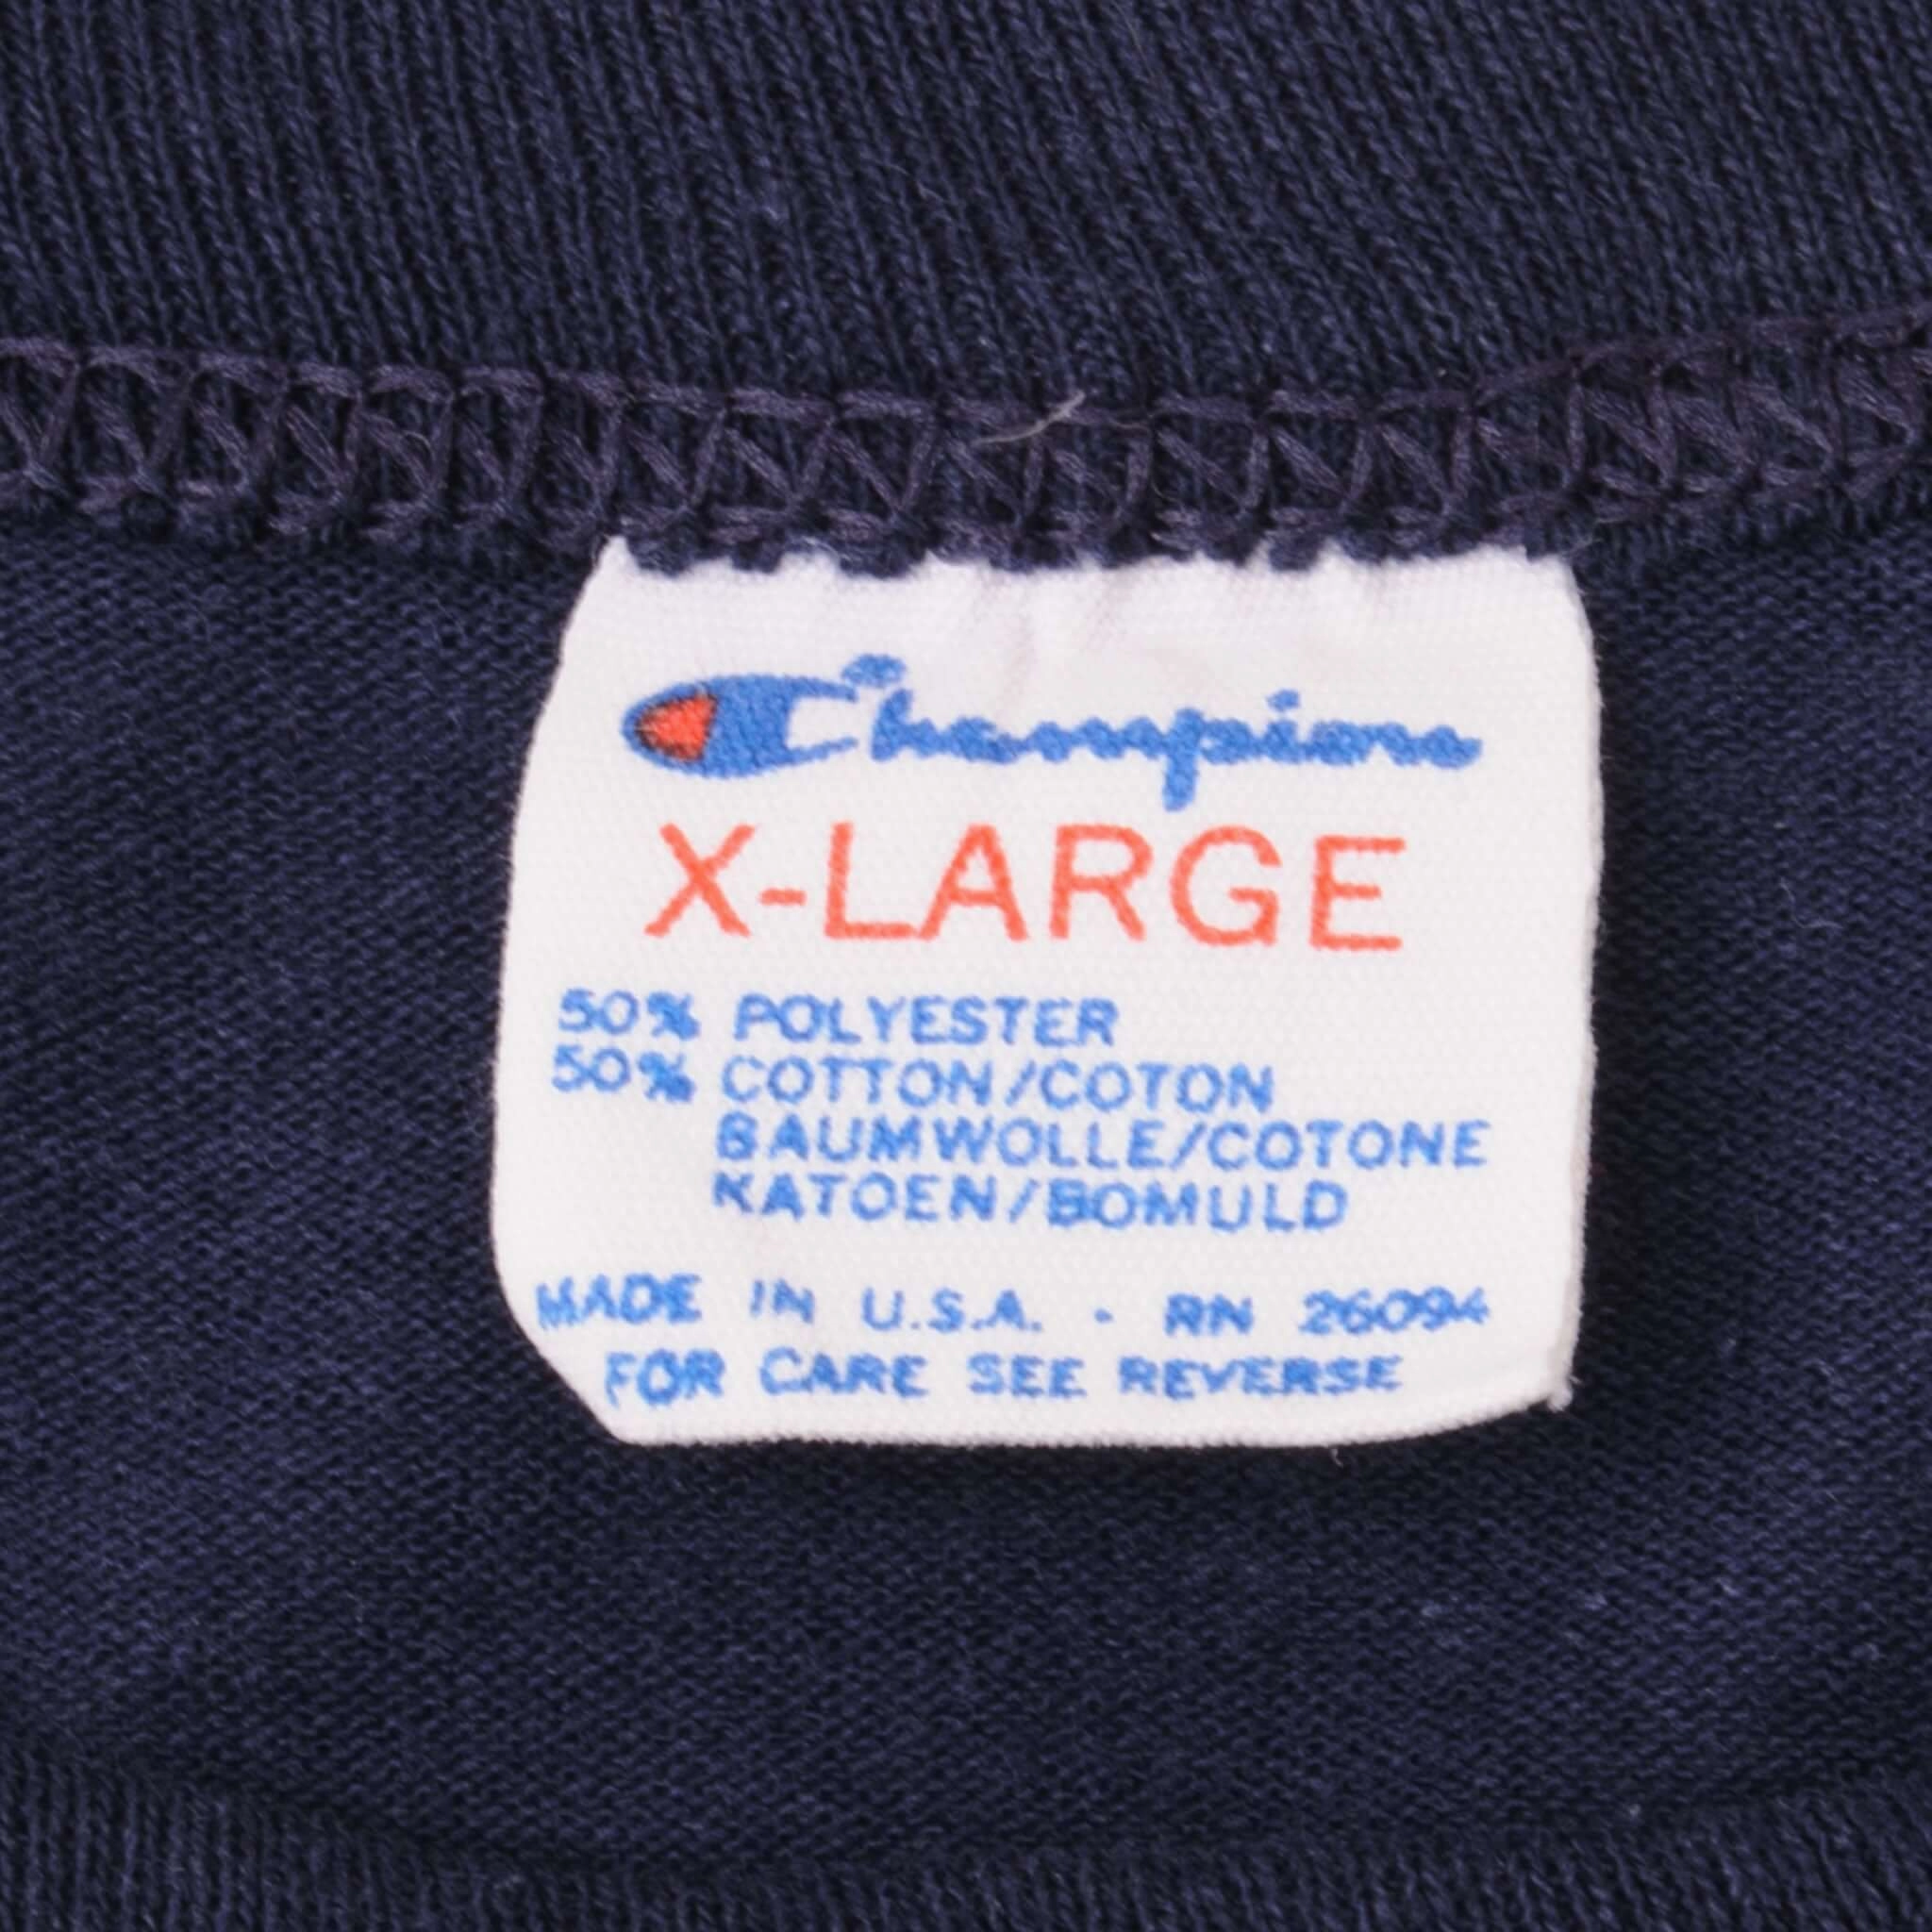 Champion
X-LARGE
50% POLYESTER
50% COTTON/COTON
BAUMWOLLE/COTONE
KATOEN/BOMULD
MADE IN U.S.A. · RN 26094
FOR CARE SEE REVERSE